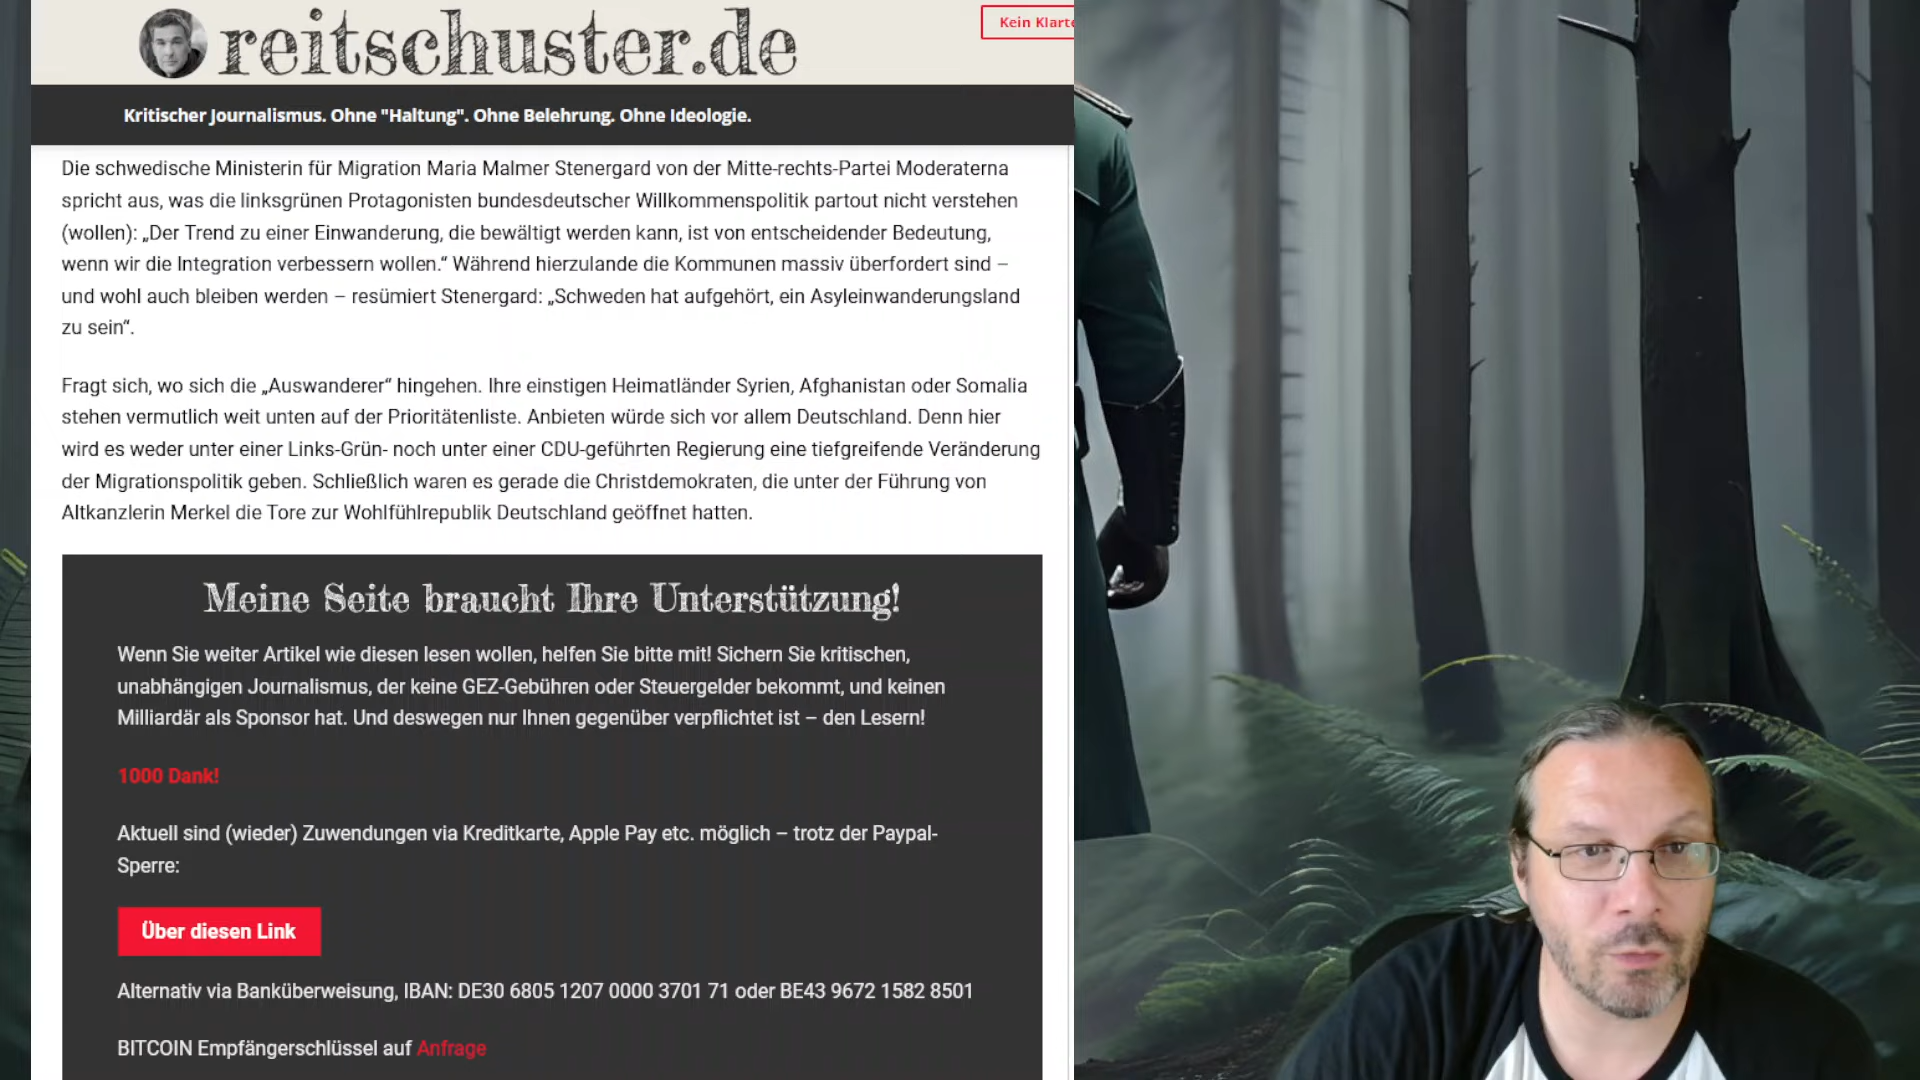 reitschuster.de
Kein Klarte
Kritischer Journalismus. Ohne "Haltung". Ohne Belehrung. Ohne Ideologie.
Die schwedische Ministerin für Migration Maria Malmer Stenergard von der Mitte-rechts-Partei Moderaterna
spricht aus, was die linksgrünen Protagonisten bundesdeutscher Willkommenspolitik partout nicht verstehen
(wollen): „Der Trend zu einer Einwanderung, die bewältigt werden kann, ist von entscheidender Bedeutung,
wenn wir die Integration verbessern wollen.“ Während hierzulande die Kommunen massiv überfordert sind –
und wohl auch bleiben werden – resümiert Stenergard: „Schweden hat aufgehört, ein Asyleinwanderungsland
zu sein“.
Fragt sich, wo sich die „Auswanderer“ hingehen. Ihre einstigen Heimatländer Syrien, Afghanistan oder Somalia
stehen vermutlich weit unten auf der Prioritätenliste. Anbieten würde sich vor allem Deutschland. Denn hier
wird es weder unter einer Links-Grün- noch unter einer CDU-geführten Regierung eine tiefgreifende Veränderung
der Migrationspolitik geben. Schließlich waren es gerade die Christdemokraten, die unter der Führung von
Altkanzlerin Merkel die Tore zur Wohlfühlrepublik Deutschland geöffnet hatten.
Meine Seite braucht Ihre Unterstützung!
Wenn Sie weiter Artikel wie diesen lesen wollen, helfen Sie bitte mit! Sichern Sie kritischen,
unabhängigen Journalismus, der keine GEZ-Gebühren oder Steuergelder bekommt, und keinen
Milliardär als Sponsor hat. Und deswegen nur Ihnen gegenüber verpflichtet ist – den Lesern!
1000 Dank!
Aktuell sind (wieder) Zuwendungen via Kreditkarte, Apple Pay etc. möglich – trotz der Paypal-
Sperre:
Über diesen Link
Alternativ via Banküberweisung, IBAN: DE30 6805 1207 0000 3701 71 oder BE43 9672 1582 8501
BITCOIN Empfängerschlüssel auf Anfrage